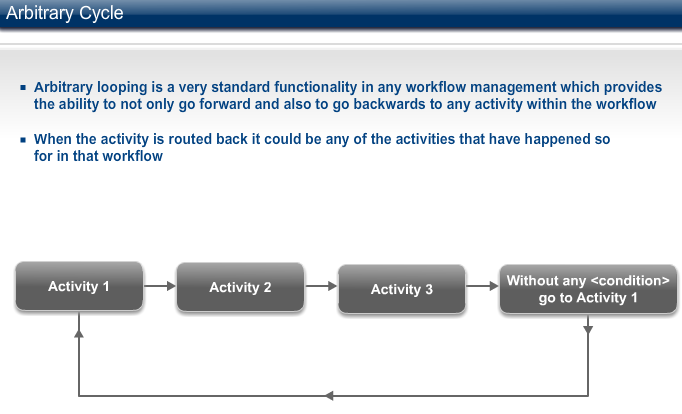 Arbitrary Cycle
Arbitrary looping is a very standard functionality in any workflow management which provides
the ability to not only go forward and also to go backwards to any activity within the workflow
When the activity is routed back it could be any of the activities that have happened so
for in that workflow
Activity 1
Activity 2
Activity 3
Without any <condition>
go to Activity 1